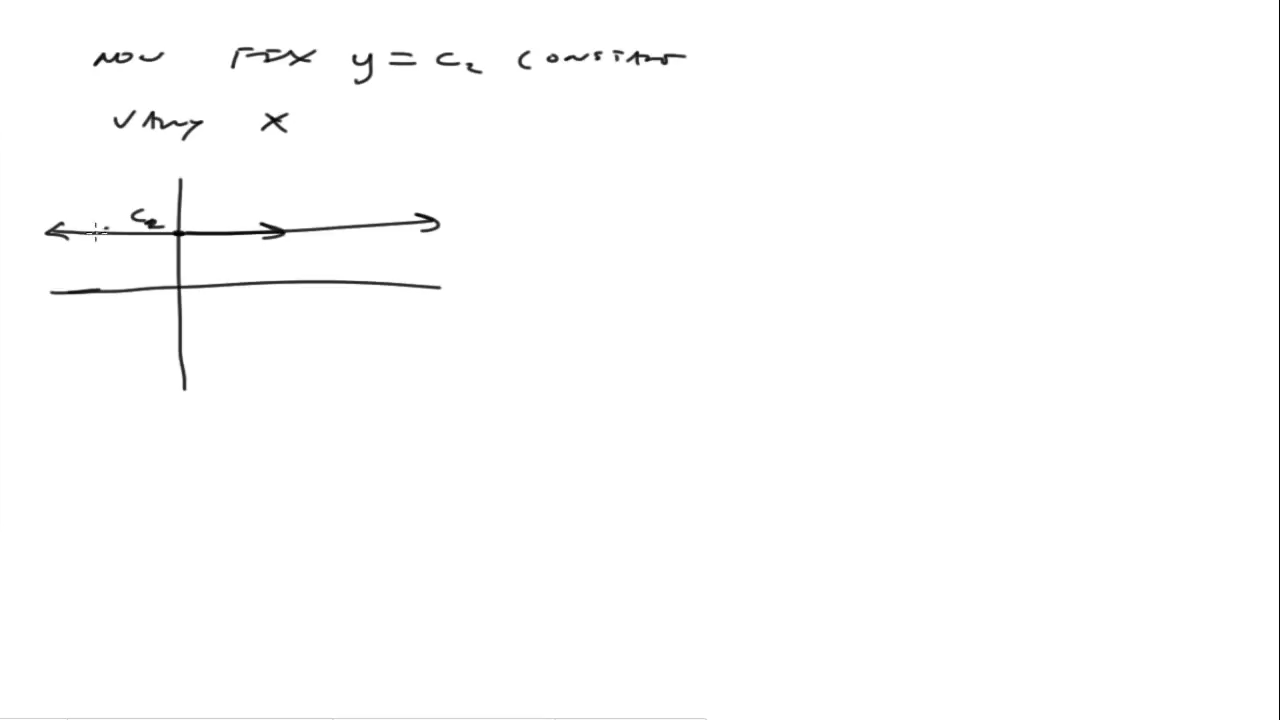 NOW FIX y = C₂ CONSTANT
VARY X
C₂